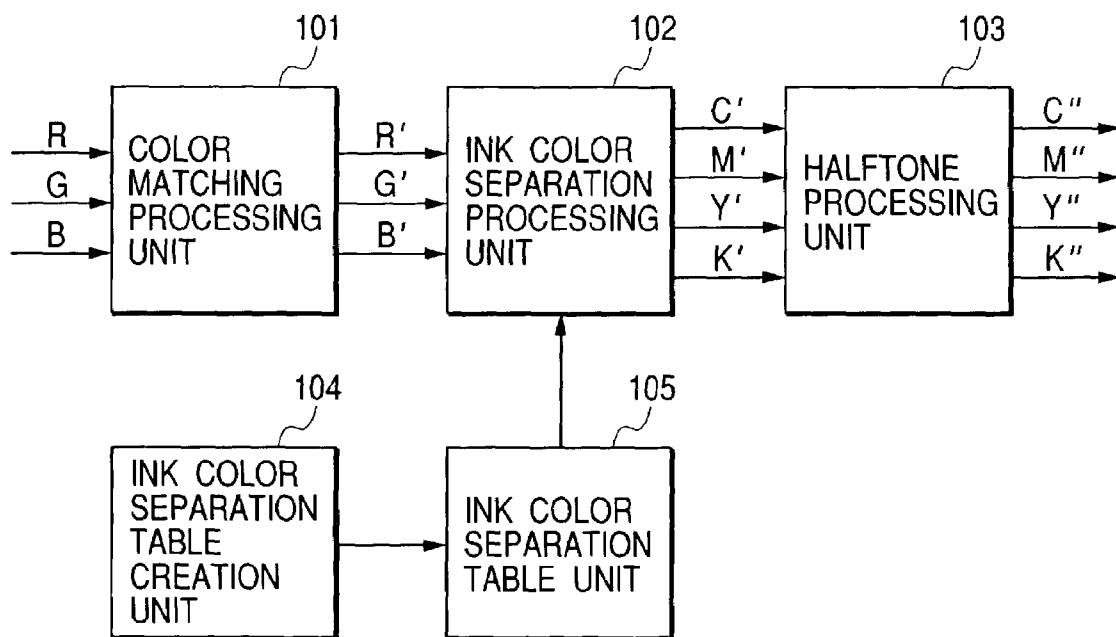 101
102
103
R
G
B
COLOR
MATCHING
PROCESSING
UNIT
R'
G'
B'
INK COLOR
SEPARATION
PROCESSING
UNIT
C'
M'
Y'
K'
HALFTONE
PROCESSING
UNIT
C"
M"
Y"
K"
104
105
INK COLOR
SEPARATION
TABLE
CREATION
UNIT
INK COLOR
SEPARATION
TABLE UNIT